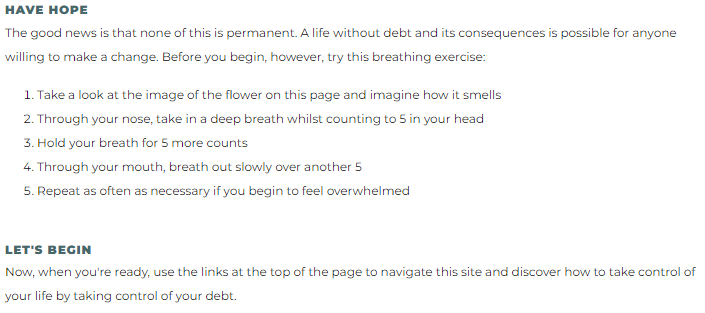 HAVE HOPE
The good news is that none of this is permanent. A life without debt and its consequences is possible for anyone
willing to make a change. Before you begin, however, try this breathing exercise:
1. Take a look at the image of the flower on this page and imagine how it smells
2. Through your nose, take in a deep breath whilst counting to 5 in your head
3. Hold your breath for 5 more counts
4. Through your mouth, breath out slowly over another 5
5. Repeat as often as necessary if you begin to feel overwhelmed
LET'S BEGIN
Now, when you're ready, use the links at the top of the page to navigate this site and discover how to take control of
your life by taking control of your debt.